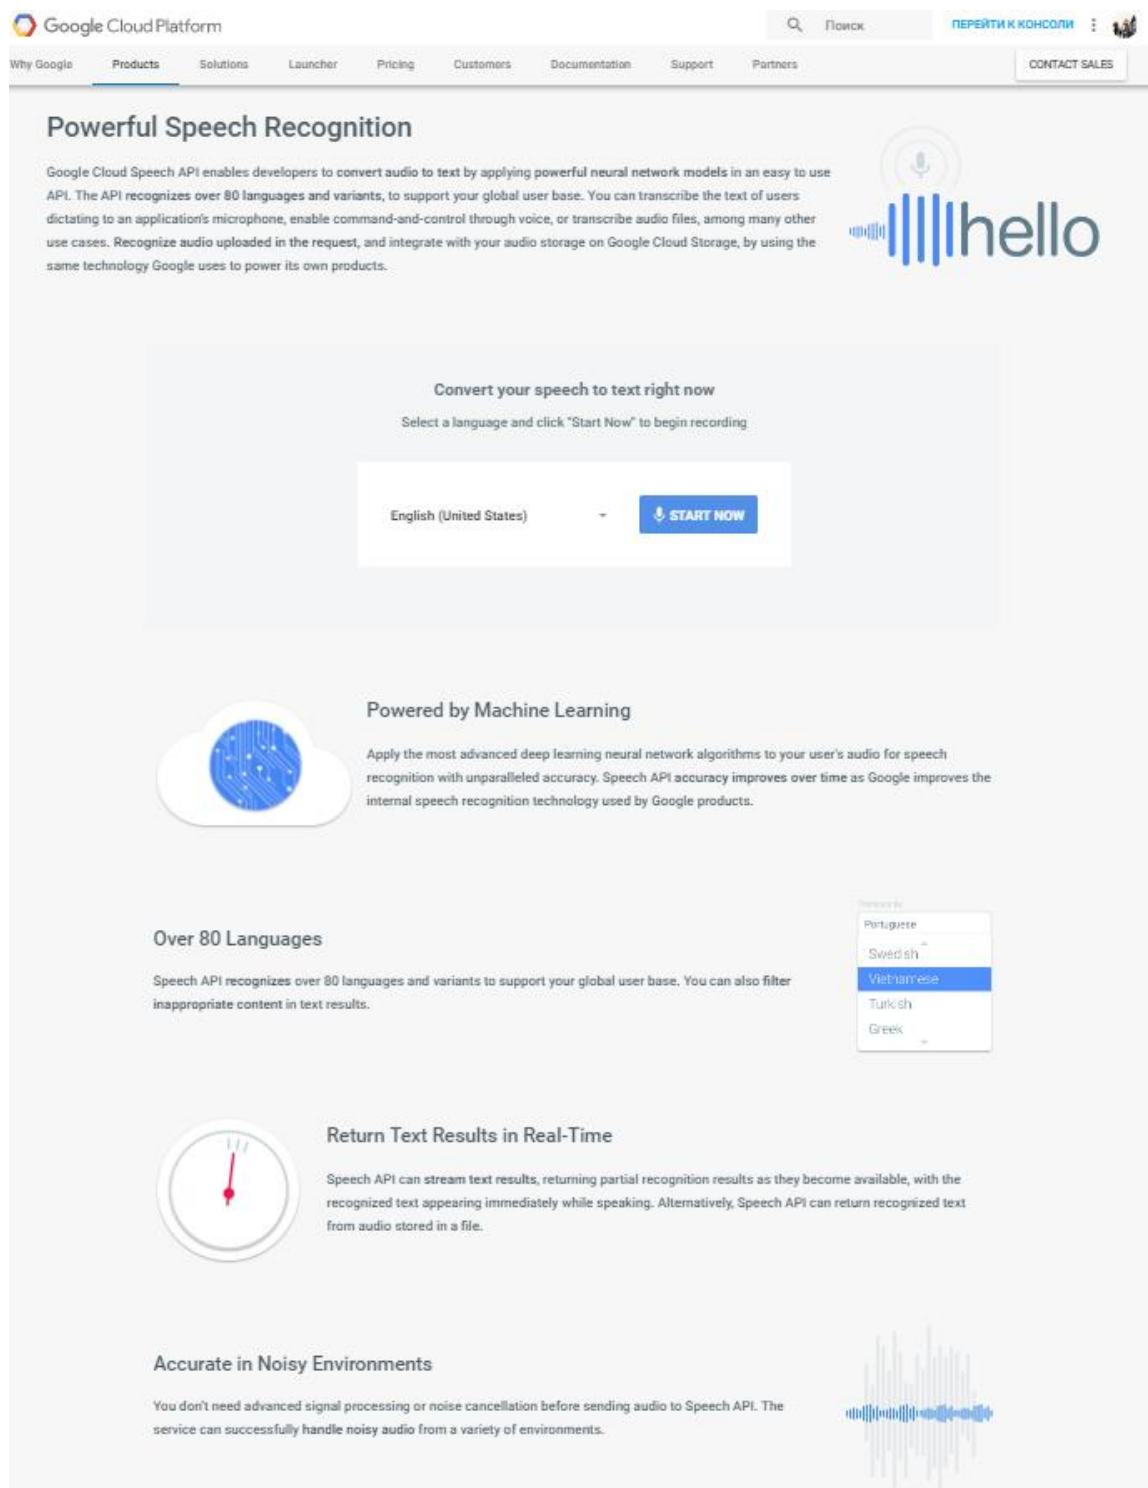 Google Cloud Platform
Поиск
ПЕРЕЙТИ К КОНСОЛИ
Why Google Products Solutions Launcher Pricing Customers Documentation Support Partners CONTACT SALES
Powerful Speech Recognition
Google Cloud Speech API enables developers to convert audio to text by applying powerful neural network models in an easy to use
API. The API recognizes over 80 languages and variants, to support your global user base. You can transcribe the text of users
dictating to an application's microphone, enable command-and-control through voice, or transcribe audio files, among many other
use cases. Recognize audio uploaded in the request, and integrate with your audio storage on Google Cloud Storage, by using the
same technology Google uses to power its own products.
hello
Convert your speech to text right now
Select a language and click "Start Now" to begin recording
English (United States)
START NOW
Powered by Machine Learning
Apply the most advanced deep learning neural network algorithms to your user's audio for speech
recognition with unparalleled accuracy. Speech API accuracy improves over time as Google improves the
internal speech recognition technology used by Google products.
Over 80 Languages
Speech API recognizes over 80 languages and variants to support your global user base. You can also filter
inappropriate content in text results.
Portuguese
Swedish
Vietnamese
Turkish
Greek
Return Text Results in Real-Time
Speech API can stream text results, returning partial recognition results as they become available, with the
recognized text appearing immediately while speaking. Alternatively, Speech API can return recognized text
from audio stored in a file.
Accurate in Noisy Environments
You don't need advanced signal processing or noise cancellation before sending audio to Speech API. The
service can successfully handle noisy audio from a variety of environments.